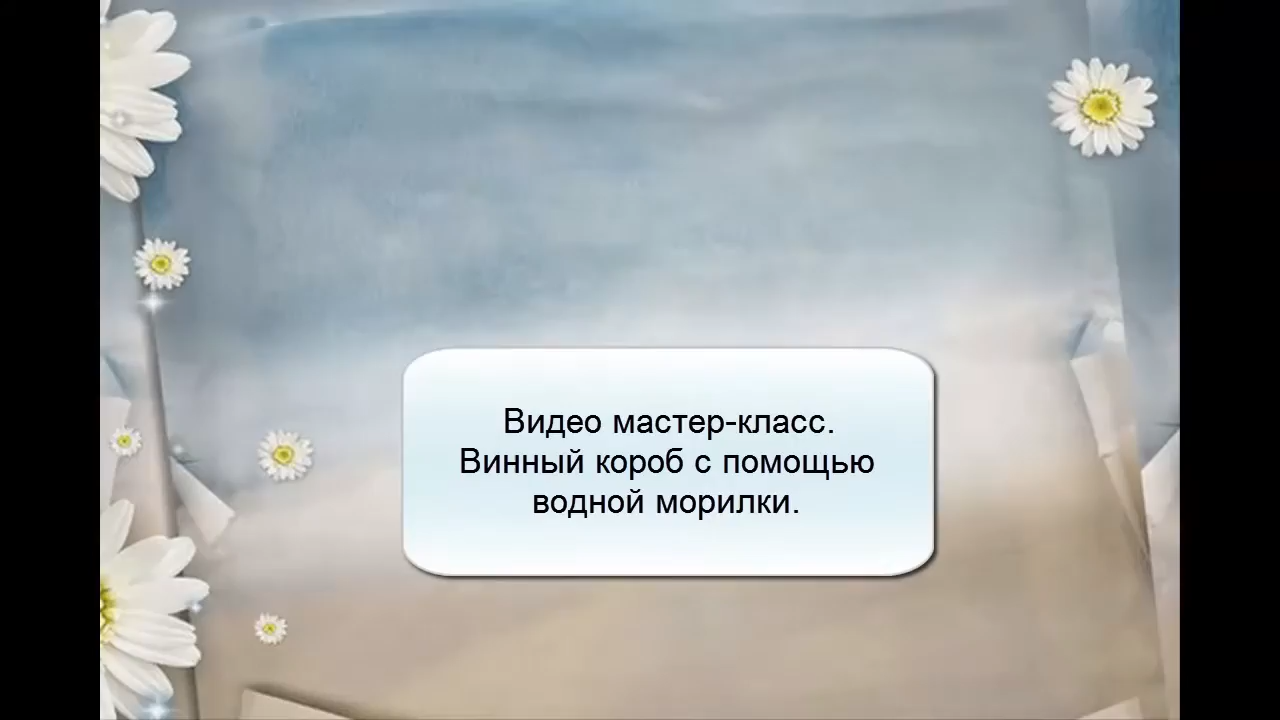 Видео мастер-класс.
Винный короб с помощью
водной морилки.